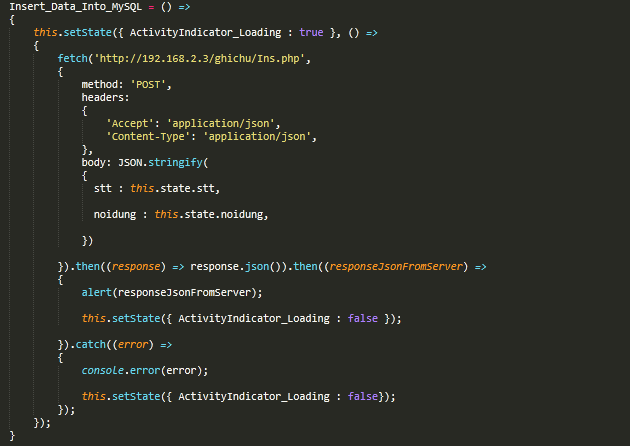 Insert_Data_Into_MySQL = () =>
{
this.setState({ ActivityIndicator_Loading : true }, () =>
{
fetch('http://192.168.2.3/ghichu/Ins.php',
{
method: 'POST',
headers:
{
'Accept': 'application/json',
'Content-Type': 'application/json',
},
body: JSON.stringify(
{
stt : this.state.stt,
noidung : this.state.noidung,
})
}).then((response) => response.json()).then((responseJsonFromServer) =>
{
alert(responseJsonFromServer);
this.setState({ ActivityIndicator_Loading : false });
}).catch((error) =>
{
console.error(error);
this.setState({ ActivityIndicator_Loading : false});
});
});
}